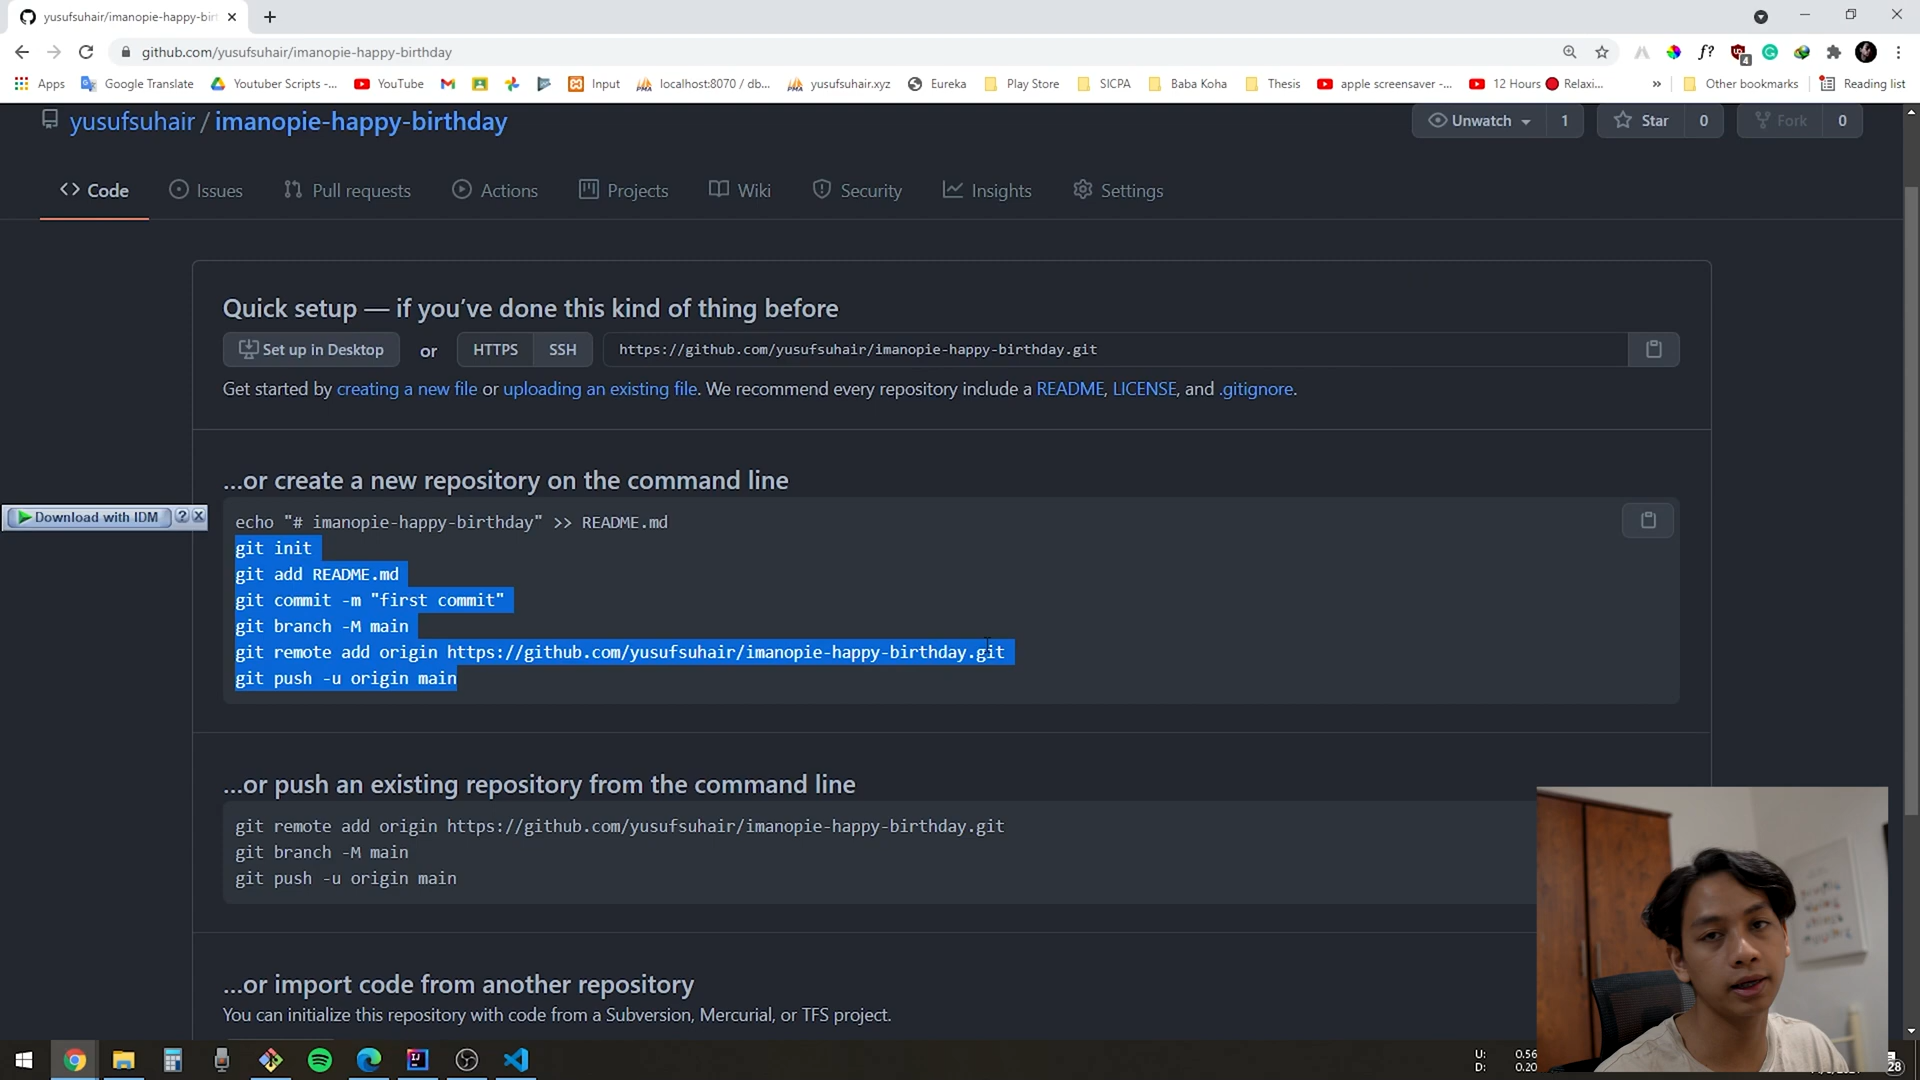 yusufsuhair/imanopie-happy-birt
github.com/yusufsuhair/imanopie-happy-birthday
f?
4
Apps
Google Translate
Youtuber Scripts -...
YouTube
Input
localhost:8070 / db...
yusufsuhair.xyz
Eureka
Play Store
SICPA
Baba Koha
Thesis
apple screensaver -...
12 Hours 🔴 Relaxi...
»
Other bookmarks
Reading list
yusufsuhair / imanopie-happy-birthday
Unwatch 1
Star 0
Fork 0
<> Code
Issues
Pull requests
Actions
Projects
Wiki
Security
Insights
Settings
Quick setup — if you’ve done this kind of thing before
Set up in Desktop or HTTPS SSH https://github.com/yusufsuhair/imanopie-happy-birthday.git
Get started by creating a new file or uploading an existing file. We recommend every repository include a README, LICENSE, and .gitignore.
…or create a new repository on the command line
Download with IDM ? X
echo "# imanopie-happy-birthday" >> README.md
git init
git add README.md
git commit -m "first commit"
git branch -M main
git remote add origin https://github.com/yusufsuhair/imanopie-happy-birthday.git
git push -u origin main
…or push an existing repository from the command line
git remote add origin https://github.com/yusufsuhair/imanopie-happy-birthday.git
git branch -M main
git push -u origin main
…or import code from another repository
You can initialize this repository with code from a Subversion, Mercurial, or TFS project.
U: 0.56
D: 0.20
28